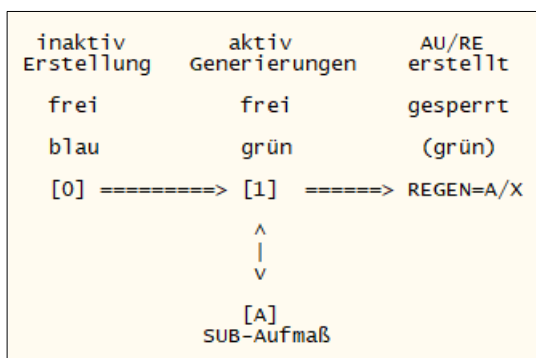 inaktiv aktiv AU/RE
Erstellung Generierungen erstellt
frei frei gesperrt
blau grün (grün)
[0] =========> [1] ======> REGEN=A/X
^
|
v
[A]
SUB-Aufmaß